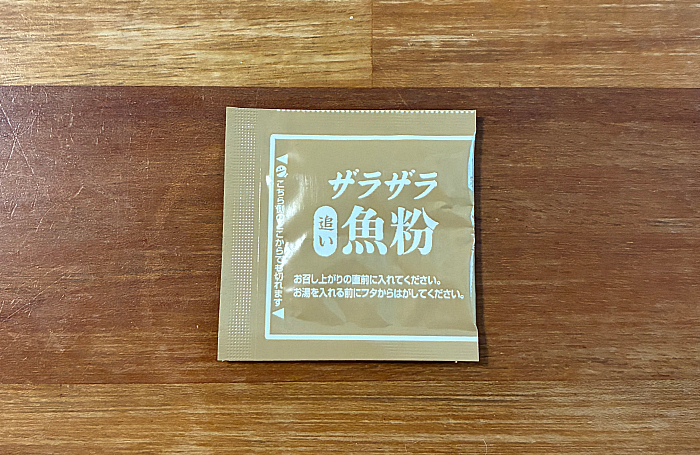 ザラザラ
追い魚粉
お召し上がりの直前に入れてください。
お湯を入れる前にフタからはがしてください。
◀こちら側のどこからでも切れます▶